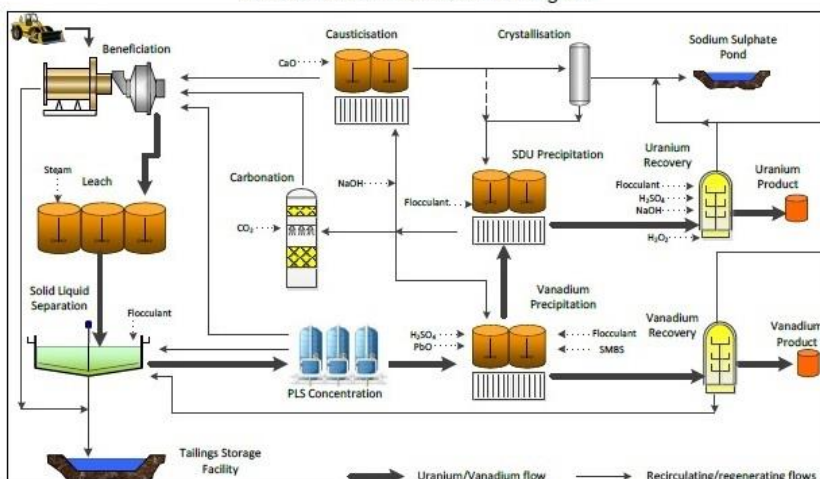 Beneficiation
Causticisation
Crystallisation
Sodium Sulphate
Pond
CaO
Steam
Leach
Carbonation
NaOH
SDU Precipitation
Flocculant
CO₂
Uranium
Recovery
Flocculant
H₂SO₄
NaOH
H₂O₂
Uranium
Product
Solid Liquid
Separation
Flocculant
Vanadium
Precipitation
H₂SO₄
PbO
Flocculant
SMBS
Vanadium
Recovery
Vanadium
Product
PLS Concentration
Tailings Storage
Facility
Uranium/Vanadium flow
Recirculating/regenerating flows